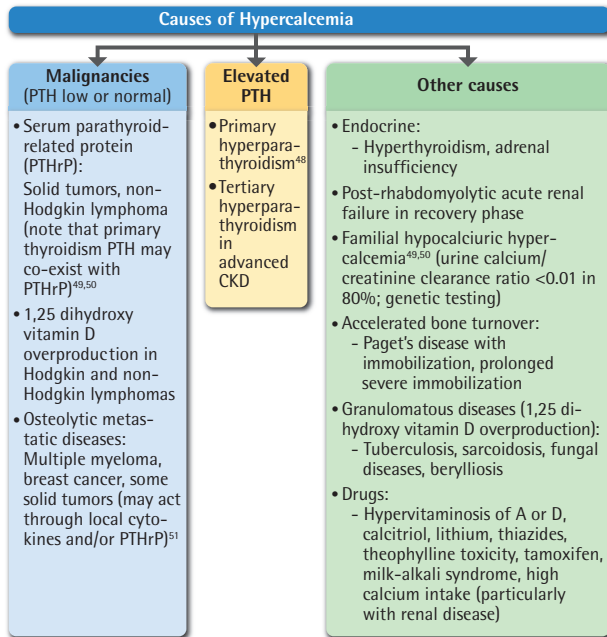 Causes of Hypercalcemia
Malignancies
(PTH low or normal)
• Serum parathyroid-
related protein
(PTHrP):
Solid tumors, non-
Hodgkin lymphoma
(note that primary
thyroidism PTH may
co-exist with
PTHrP)49,50
• 1,25 dihydroxy
vitamin D
overproduction in
Hodgkin and non-
Hodgkin lymphomas
• Osteolytic metas-
tatic diseases:
Multiple myeloma,
breast cancer, some
solid tumors (may act
through local cyto-
kines and/or PTHrP)51
Elevated
PTH
• Primary
hyperpara-
thyroidism48
• Tertiary
hyperpara-
thyroidism
in
advanced
CKD
Other causes
• Endocrine:
- Hyperthyroidism, adrenal
insufficiency
• Post-rhabdomyolytic acute renal
failure in recovery phase
• Familial hypocalciuric hyper-
calcemia49,50 (urine calcium/
creatinine clearance ratio <0.01 in
80%; genetic testing)
• Accelerated bone turnover:
- Paget's disease with
immobilization, prolonged
severe immobilization
• Granulomatous diseases (1,25 di-
hydroxy vitamin D overproduction):
- Tuberculosis, sarcoidosis, fungal
diseases, berylliosis
• Drugs:
- Hypervitaminosis of A or D,
calcitriol, lithium, thiazides,
theophylline toxicity, tamoxifen,
milk-alkali syndrome, high
calcium intake (particularly
with renal disease)